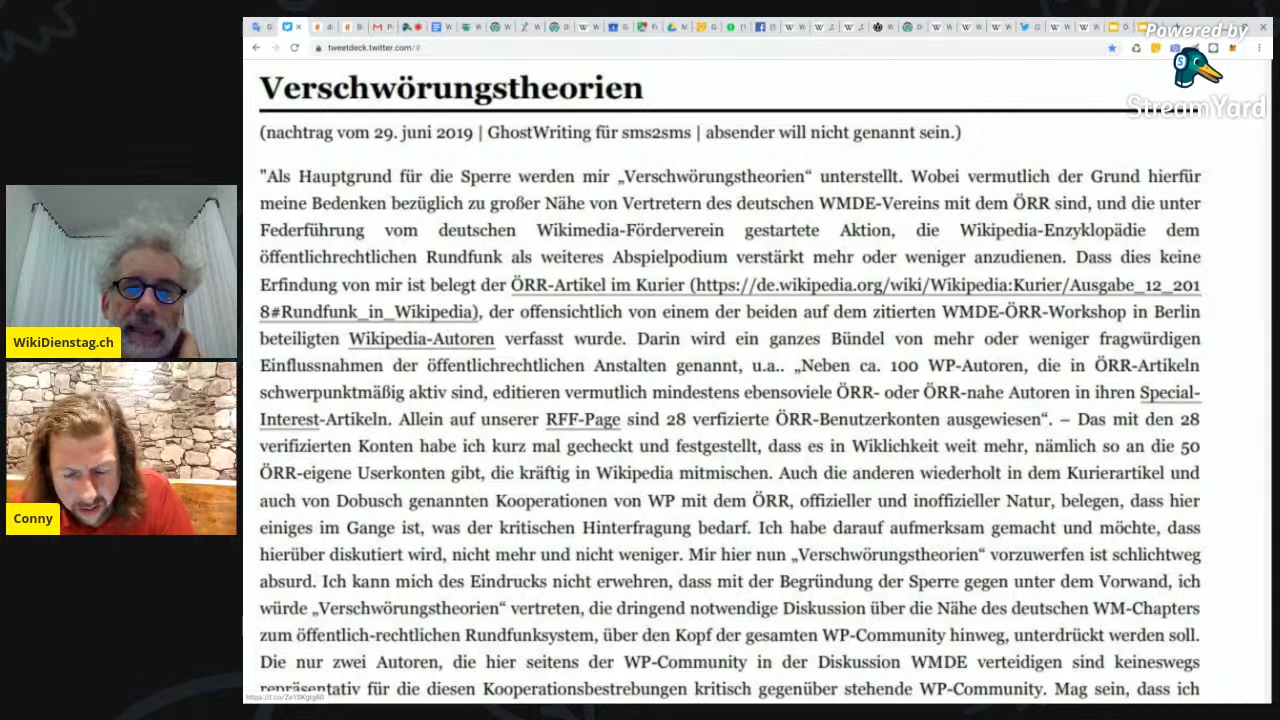 tweetdeck.twitter.com/#
Powered by
StreamYard
Verschwörungstheorien
(nachtrag vom 29. juni 2019 | GhostWriting für sms2sms | absender will nicht genannt sein.)
"Als Hauptgrund für die Sperre werden mir „Verschwörungstheorien“ unterstellt. Wobei vermutlich der Grund hierfür
meine Bedenken bezüglich zu großer Nähe von Vertretern des deutschen WMDE-Vereins mit dem ÖRR sind, und die unter
Federführung vom deutschen Wikimedia-Förderverein gestartete Aktion, die Wikipedia-Enzyklopädie dem
öffentlichrechtlichen Rundfunk als weiteres Abspielpodium verstärkt mehr oder weniger anzudienen. Dass dies keine
Erfindung von mir ist belegt der ÖRR-Artikel im Kurier (https://de.wikipedia.org/wiki/Wikipedia:Kurier/Ausgabe_12_201
8#Rundfunk_in_Wikipedia), der offensichtlich von einem der beiden auf dem zitierten WMDE-ÖRR-Workshop in Berlin
beteiligten Wikipedia-Autoren verfasst wurde. Darin wird ein ganzes Bündel von mehr oder weniger fragwürdigen
Einflussnahmen der öffentlichrechtlichen Anstalten genannt, u.a.. „Neben ca. 100 WP-Autoren, die in ÖRR-Artikeln
schwerpunktmäßig aktiv sind, editieren vermutlich mindestens ebensoviele ÖRR- oder ÖRR-nahe Autoren in ihren Special-
Interest-Artikeln. Allein auf unserer RFF-Page sind 28 verfizierte ÖRR-Benutzerkonten ausgewiesen“. – Das mit den 28
verifizierten Konten habe ich kurz mal gecheckt und festgestellt, dass es in Wiklichkeit weit mehr, nämlich so an die 50
ÖRR-eigene Userkonten gibt, die kräftig in Wikipedia mitmischen. Auch die anderen wiederholt in dem Kurierartikel und
auch von Dobusch genannten Kooperationen von WP mit dem ÖRR, offizieller und inoffizieller Natur, belegen, dass hier
einiges im Gange ist, was der kritischen Hinterfragung bedarf. Ich habe darauf aufmerksam gemacht und möchte, dass
hierüber diskutiert wird, nicht mehr und nicht weniger. Mir hier nun „Verschwörungstheorien“ vorzuwerfen ist schlichtweg
absurd. Ich kann mich des Eindrucks nicht erwehren, dass mit der Begründung der Sperre gegen unter dem Vorwand, ich
würde „Verschwörungstheorien“ vertreten, die dringend notwendige Diskussion über die Nähe des deutschen WM-Chapters
zum öffentlich-rechtlichen Rundfunksystem, über den Kopf der gesamten WP-Community hinweg, unterdrückt werden soll.
Die nur zwei Autoren, die hier seitens der WP-Community in der Diskussion WMDE verteidigen sind keineswegs
repräsentativ für die diesen Kooperationsbestrebungen kritisch gegenüber stehende WP-Community. Mag sein, dass ich
WikiDienstag.ch
Conny